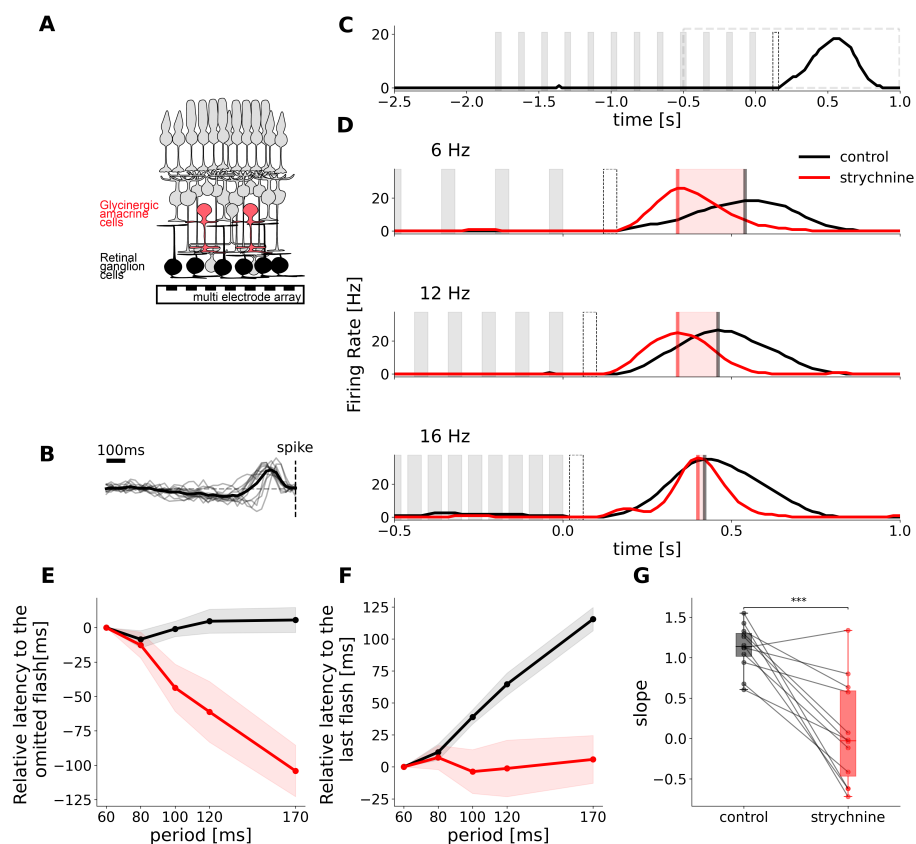 A
Glycinergic
amacrine
cells
Retinal
ganglion
cells
multi electrode array
B
100ms
spike
C
20
0
−2.5
−2.0
−1.5
−1.0
−0.5
0.0
0.5
1.0
time [s]
D
control
strychnine
Firing Rate [Hz]
6 Hz
20
0
12 Hz
20
0
16 Hz
20
0
−0.5
0.0
0.5
1.0
time [s]
E
Relative latency to the
omitted flash[ms]
0
−25
−50
−75
−100
−125
60
80
100
120
170
period [ms]
F
Relative latency to the
last flash [ms]
125
100
75
50
25
0
−25
60
80
100
120
170
period [ms]
G
slope
1.5
1.0
0.5
0.0
−0.5
***
control
strychnine